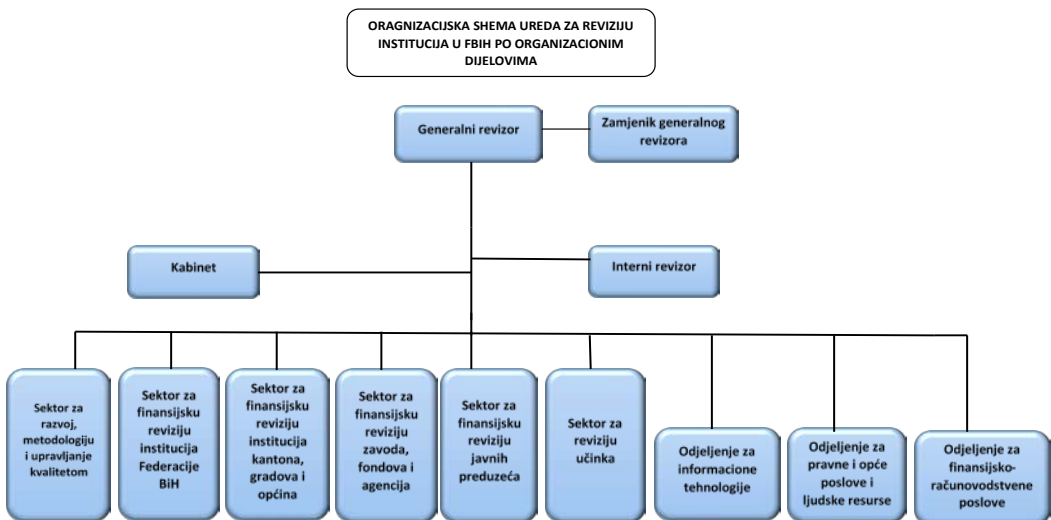 ORAGNIZACIJSKA SHEMA UREDA ZA REVIZIJU
INSTITUCIJA U FBIH PO ORGANIZACIONIM
DIJELOVIMA
Generalni revizor
Zamjenik generalnog
revizora
Kabinet
Interni revizor
Sektor za
razvoj,
metodologiju
i upravljanje
kvalitetom
Sektor za
finansijsku
reviziju
institucija
Federacije
BiH
Sektor za
finansijsku
reviziju
institucija
kantona,
gradova i
općina
Sektor za
finansijsku
reviziju
zavoda,
fondova i
agencija
Sektor za
finansijsku
reviziju
javnih
preduzeća
Sektor za
reviziju
učinka
Odjeljenje za
informacione
tehnologije
Odjeljenje za
pravne i opće
poslove i
ljudske resurse
Odjeljenje za
finansijsko-
računovodstvene
poslove